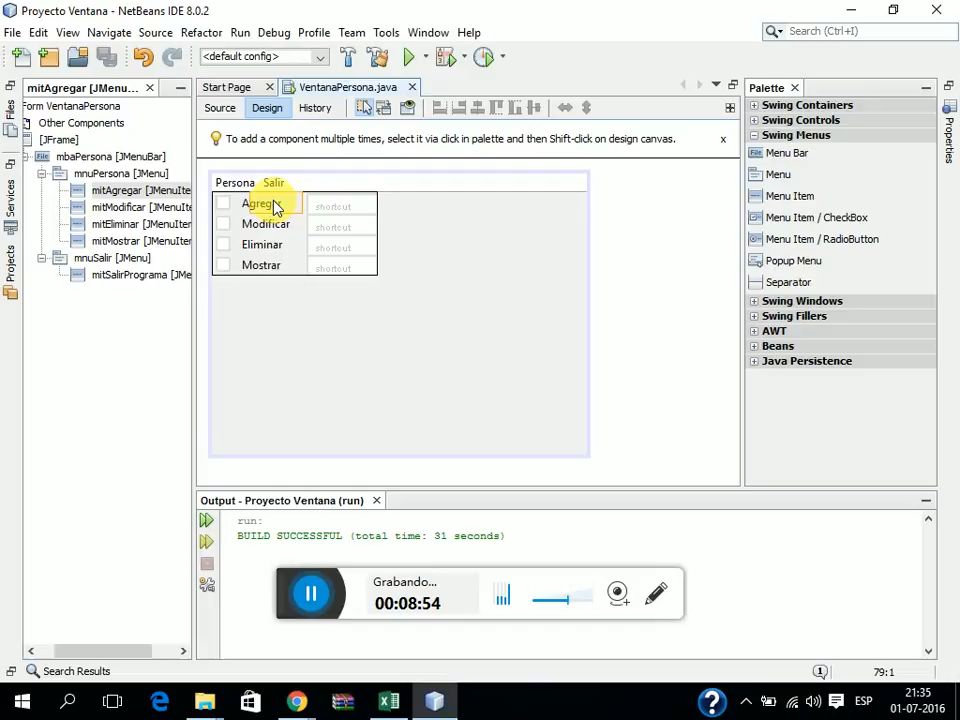 Proyecto Ventana - NetBeans IDE 8.0.2
File Edit View Navigate Source Refactor Run Debug Profile Team Tools Window Help
Search (Ctrl+I)
<default config>
mitAgregar [JMenu...
Start Page
VentanaPersona.java
Palette
Files
Services
Projects
Properties
Form VentanaPersona
Other Components
[JFrame]
mbaPersona [JMenuBar]
mnuPersona [JMenu]
mitAgregar [JMenuIte
mitModificar [JMenuIte
mitEliminar [JMenuIter
mitMostrar [JMenuIten
mnuSalir [JMenu]
mitSalirPrograma [JMe
Source Design History
To add a component multiple times, select it via click in palette and then Shift-click on design canvas.
x
Persona Salir
Agregar shortcut
Modificar shortcut
Eliminar shortcut
Mostrar shortcut
Swing Containers
Swing Controls
Swing Menus
Menu Bar
Menu
Menu Item
Menu Item / CheckBox
Menu Item / RadioButton
Popup Menu
Separator
Swing Windows
Swing Fillers
AWT
Beans
Java Persistence
Output - Proyecto Ventana (run)
run:
BUILD SUCCESSFUL (total time: 31 seconds)
Grabando...
00:08:54
Search Results
1
79:1
ESP
21:35
01-07-2016